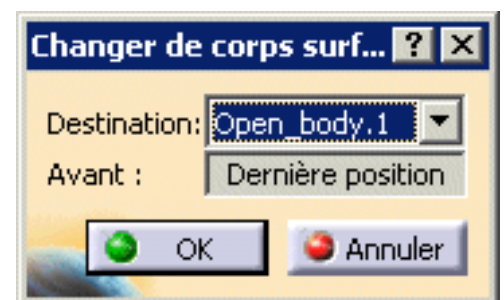 Changer de corps surf... ? X
Destination: Open_body.1
Avant : Dernière position
OK Annuler